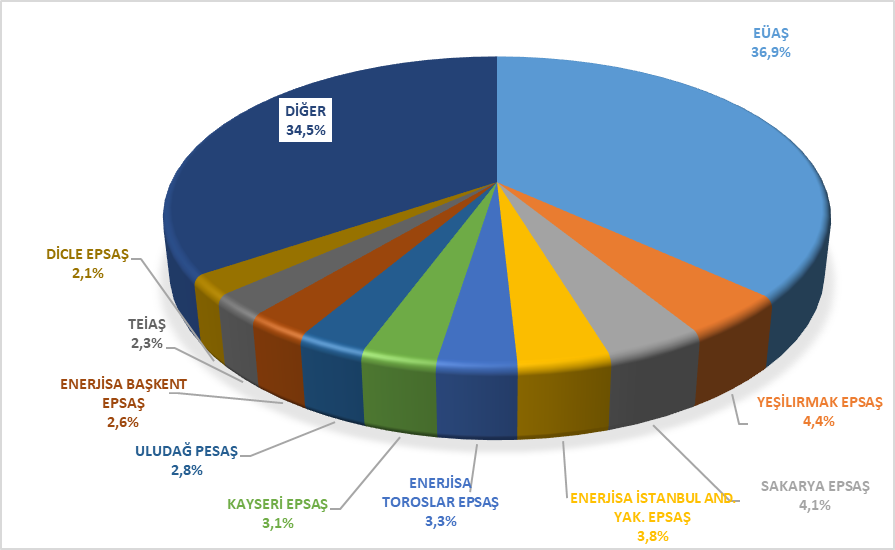 EÜAŞ
36,9%
DİĞER
34,5%
DİCLE EPSAŞ
2,1%
TEİAŞ
2,3%
ENERJİSA BAŞKENT
EPSAŞ
2,6%
ULUDAĞ PESAŞ
2,8%
KAYSERİ EPSAŞ
3,1%
ENERJİSA
TOROSLAR EPSAŞ
3,3%
ENERJİSA İSTANBUL AND.
YAK. EPSAŞ
3,8%
SAKARYA EPSAŞ
4,1%
YEŞİLIRMAK EPSAŞ
4,4%